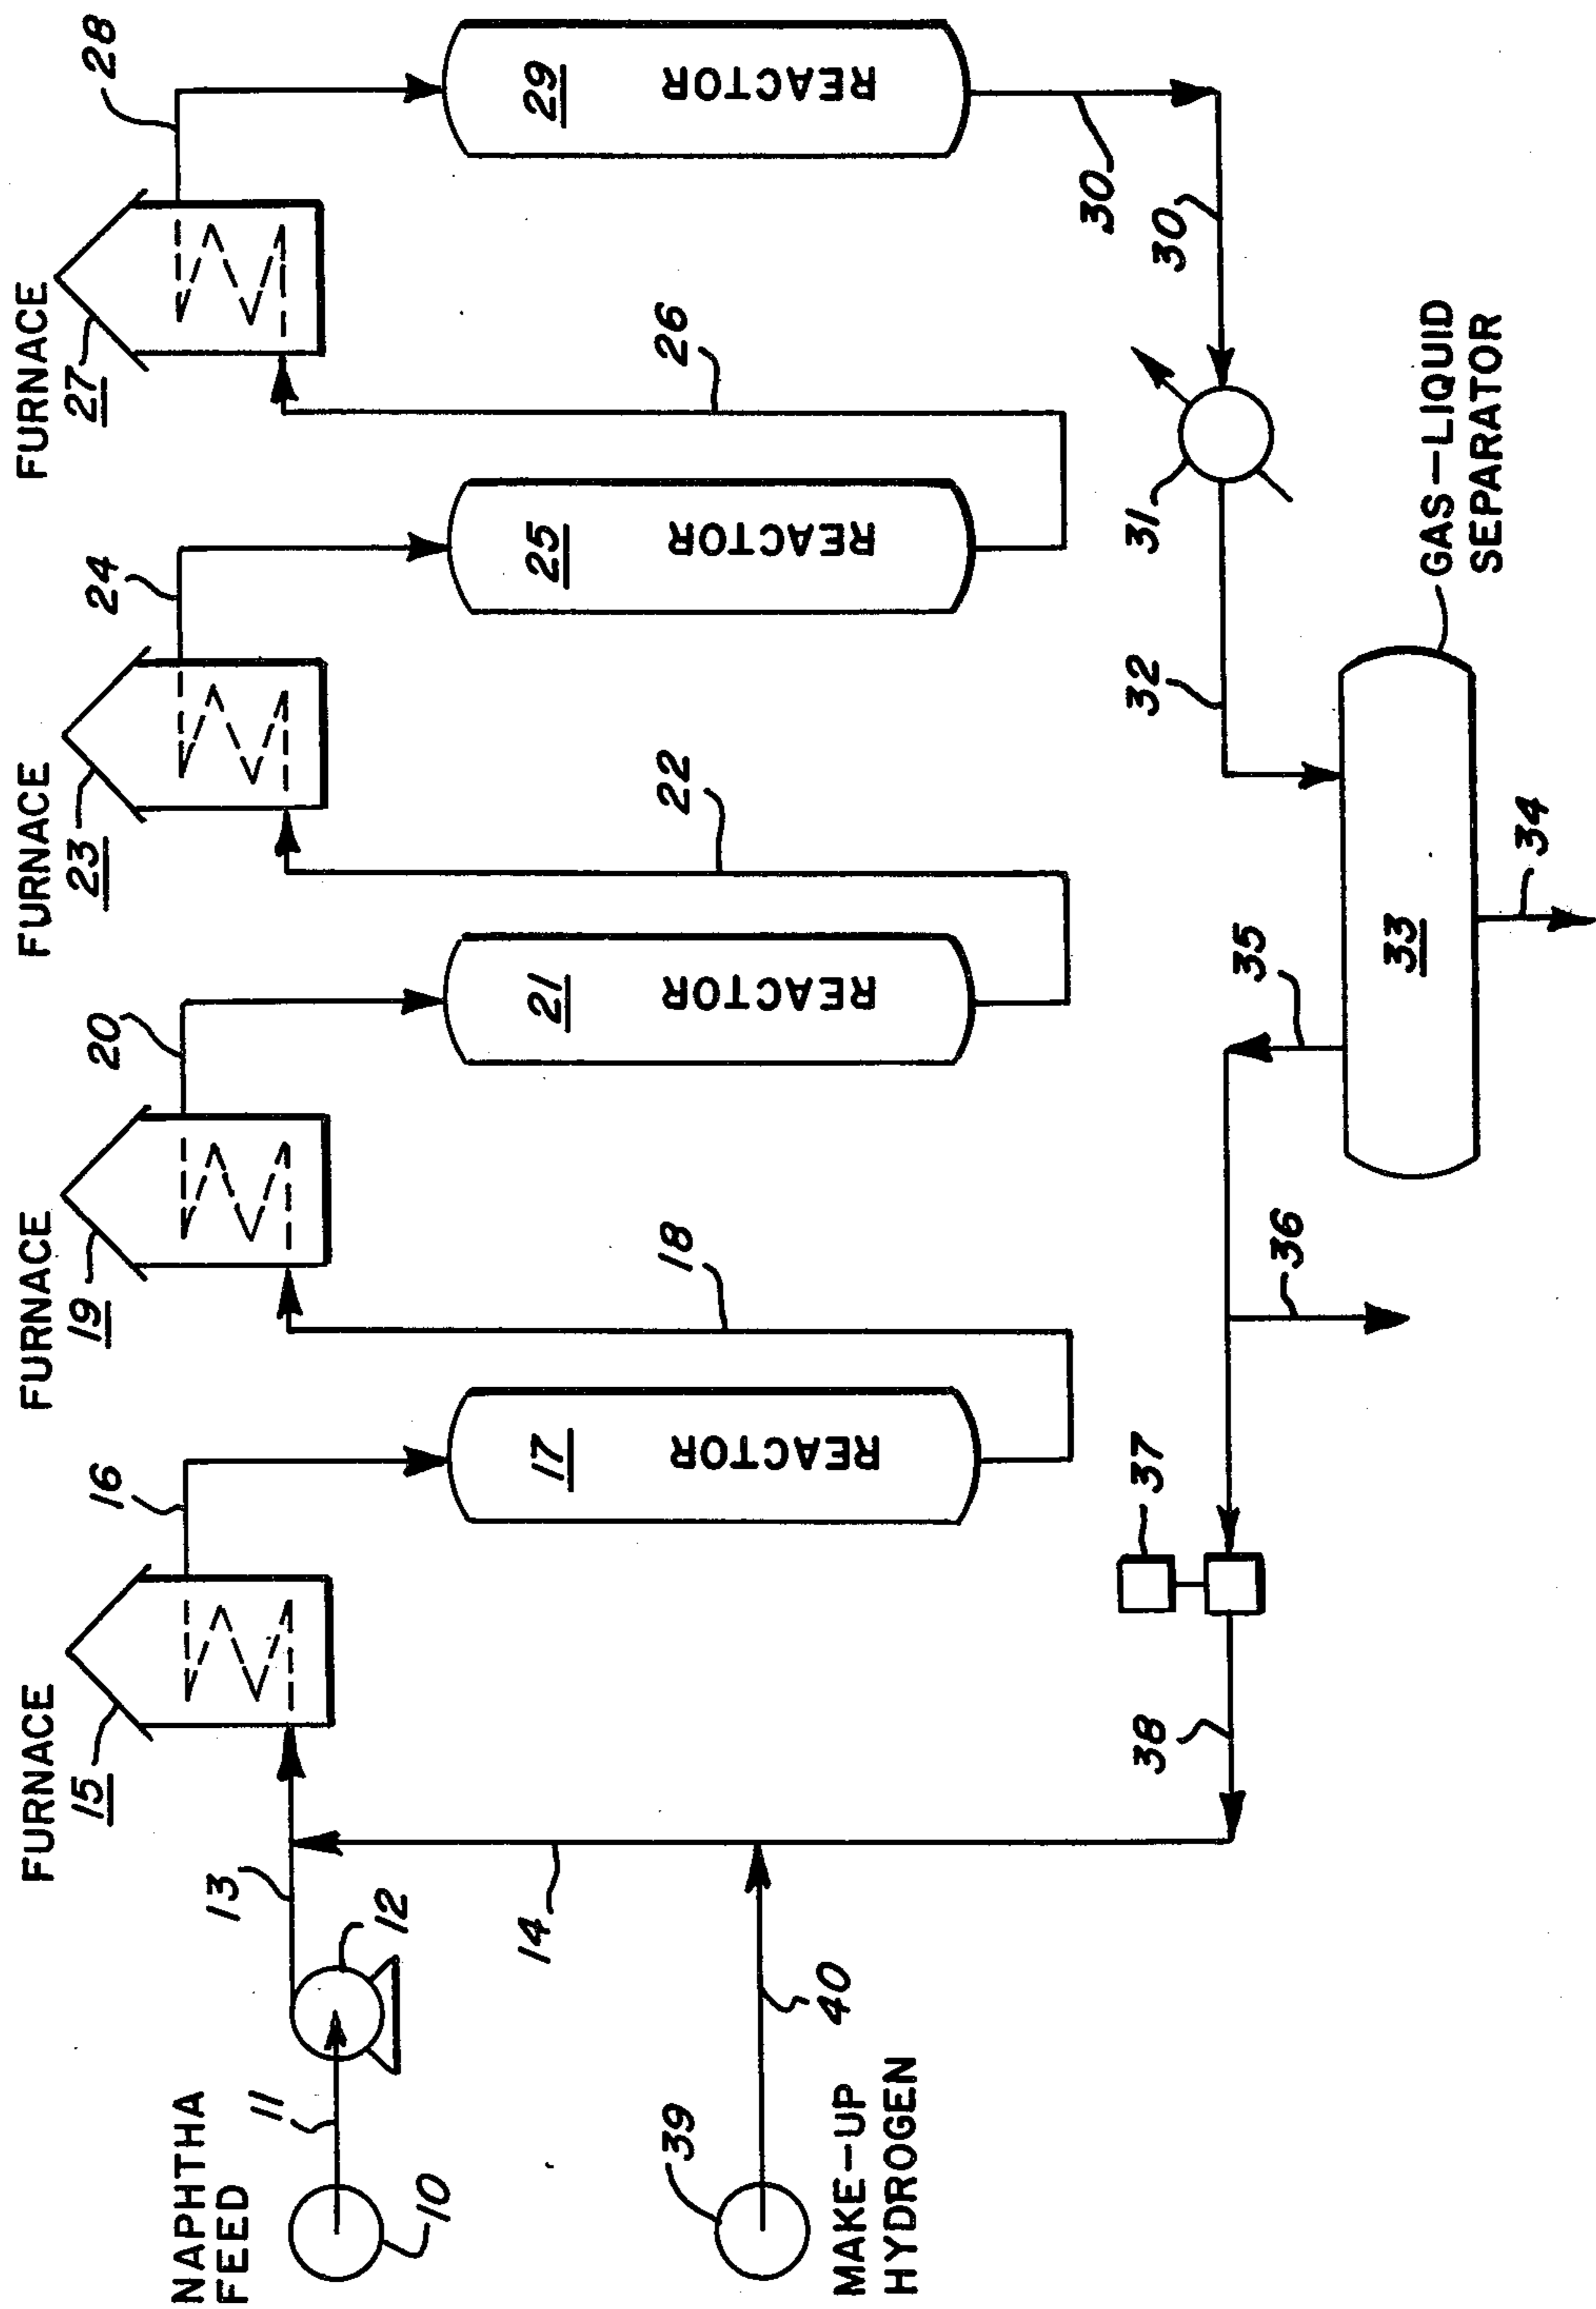 FURNACE
15
FURNACE
19
FURNACE
23
FURNACE
27
16
20
24
28
NAPHTHA
FEED
10
11
12
13
17
REACTOR
21
REACTOR
25
REACTOR
29
REACTOR
14
18
22
26
30
39
MAKE-UP
HYDROGEN
40
38
37
36
35
32
31
30
33
34
GAS-LIQUID
SEPARATOR